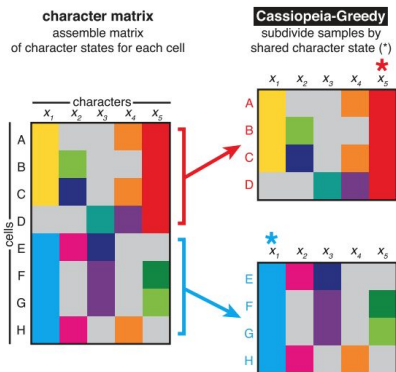 character matrix
assemble matrix
of character states for each cell
characters
x1 x2 x3 x4 x5
cells
A
B
C
D
E
F
G
H
Cassiopeia-Greedy
subdivide samples by
shared character state (*)
*
x1 x2 x3 x4 x5
A
B
C
D
*
x1 x2 x3 x4 x5
E
F
G
H